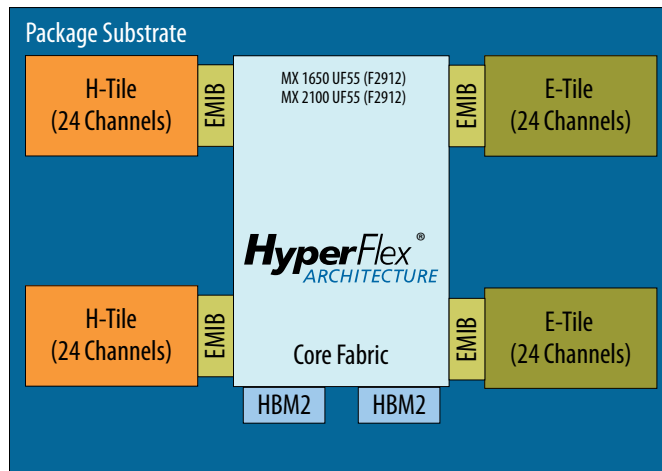 Package Substrate
H-Tile
(24 Channels)
EMIB
MX 1650 UF55 (F2912)
MX 2100 UF55 (F2912)
EMIB
E-Tile
(24 Channels)
HyperFlex®
ARCHITECTURE
H-Tile
(24 Channels)
EMIB
Core Fabric
EMIB
E-Tile
(24 Channels)
HBM2
HBM2